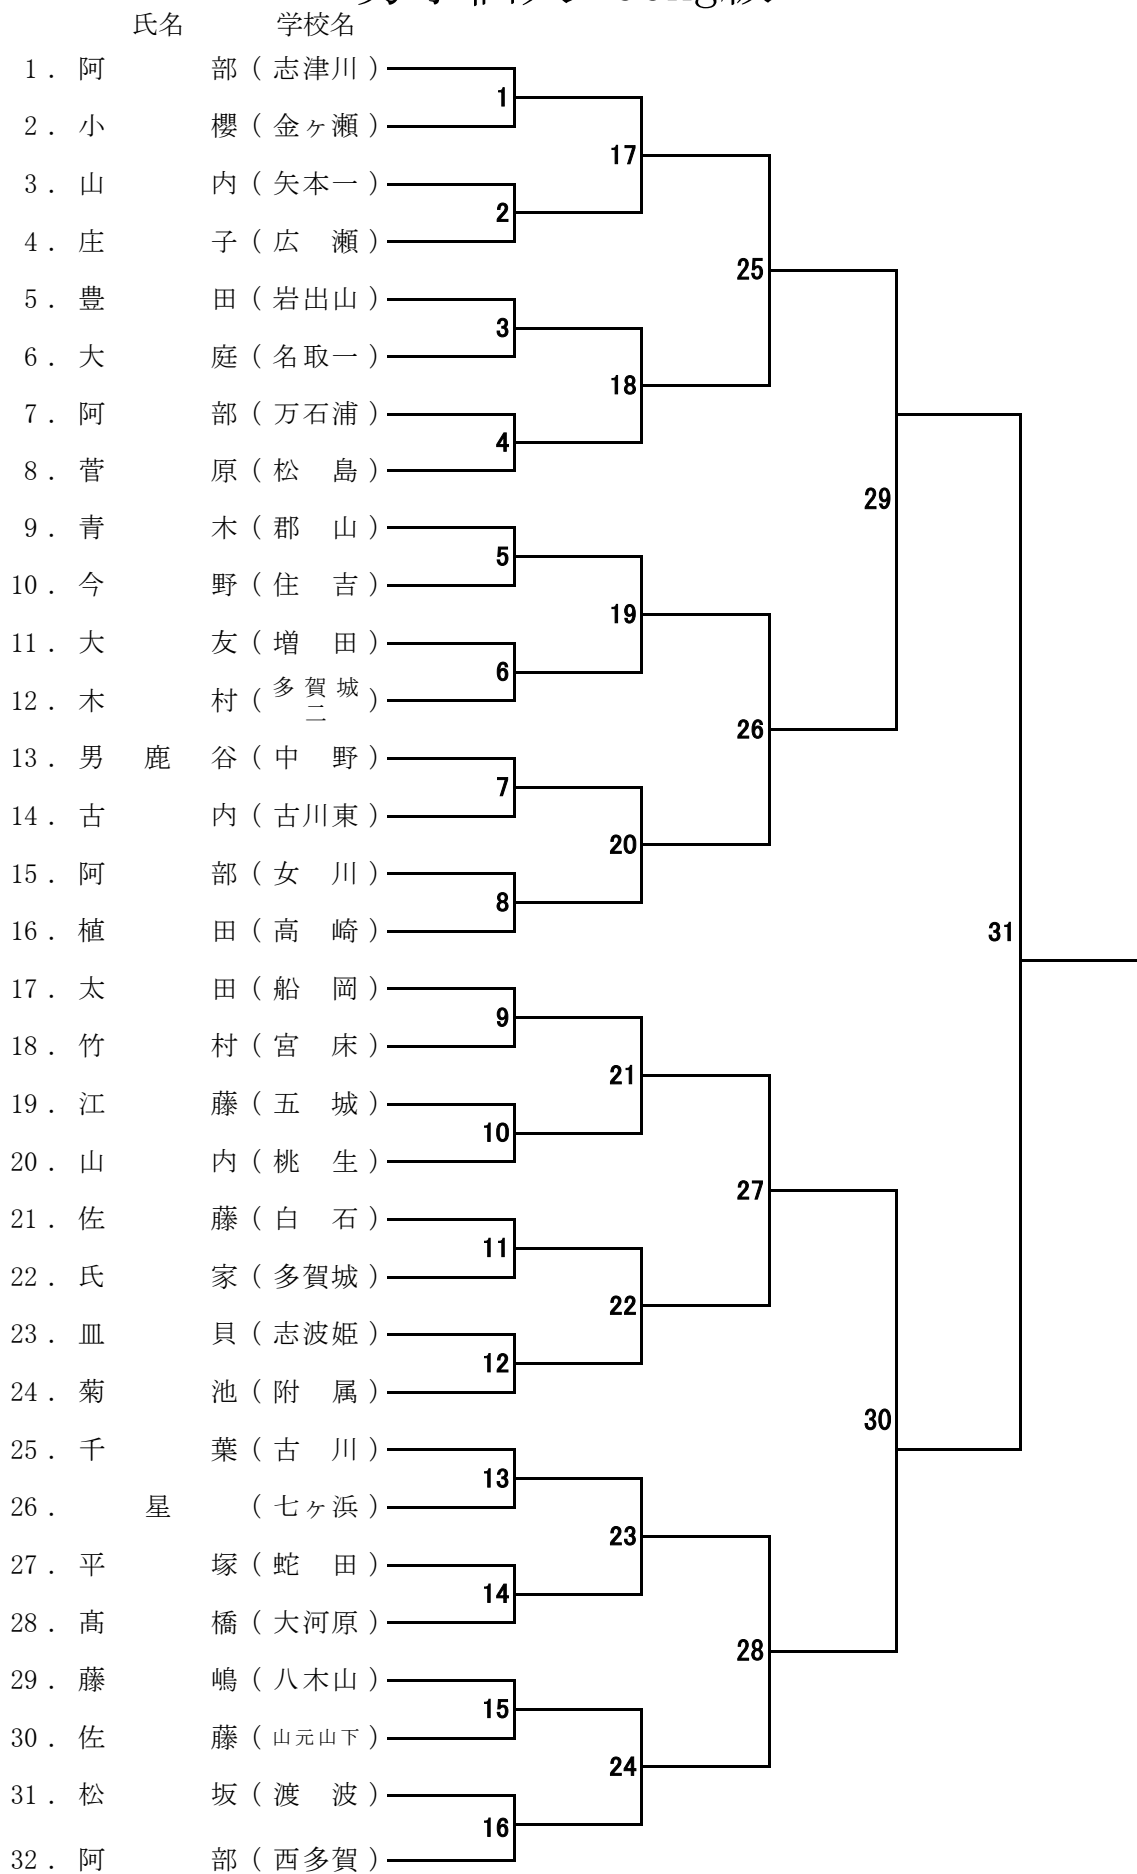 氏名 学校名
1. 阿部(志津川)
2. 小櫻(金ヶ瀬)
3. 山内(矢本一)
4. 庄子(広瀬)
5. 豊田(岩出山)
6. 大庭(名取一)
7. 阿部(万石浦)
8. 菅原(松島)
9. 青木(郡山)
10. 今野(住吉)
11. 大友(増田)
12. 木村(多賀城二)
13. 男鹿谷(中野)
14. 古内(古川東)
15. 阿部(女川)
16. 植田(高崎)
17. 太田(船岡)
18. 竹村(宮床)
19. 江藤(五城)
20. 山内(桃生)
21. 佐藤(白石)
22. 氏家(多賀城)
23. 皿貝(志波姫)
24. 菊池(附属)
25. 千葉(古川)
26. 星(七ヶ浜)
27. 平塚(蛇田)
28. 髙橋(大河原)
29. 藤嶋(八木山)
30. 佐藤(山元山下)
31. 松坂(渡波)
32. 阿部(西多賀)
1
2
3
4
5
6
7
8
9
10
11
12
13
14
15
16
17
18
19
20
21
22
23
24
25
26
27
28
29
30
31